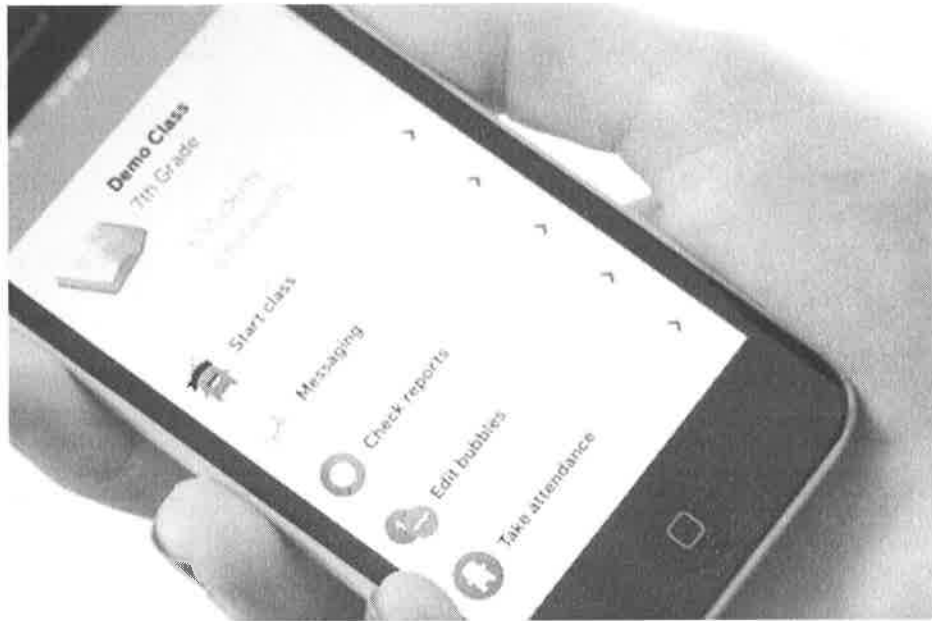 Demo Class
7th Grade
Start class
Messaging
Check reports
Edit bubbles
Take attendance